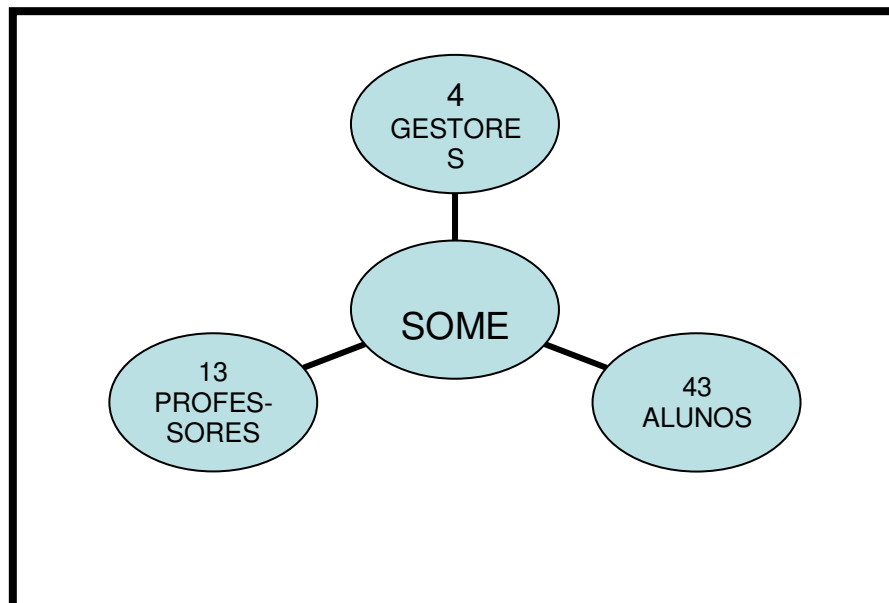 4
GESTORE
S
SOME
13
PROFES-
SORES
43
ALUNOS